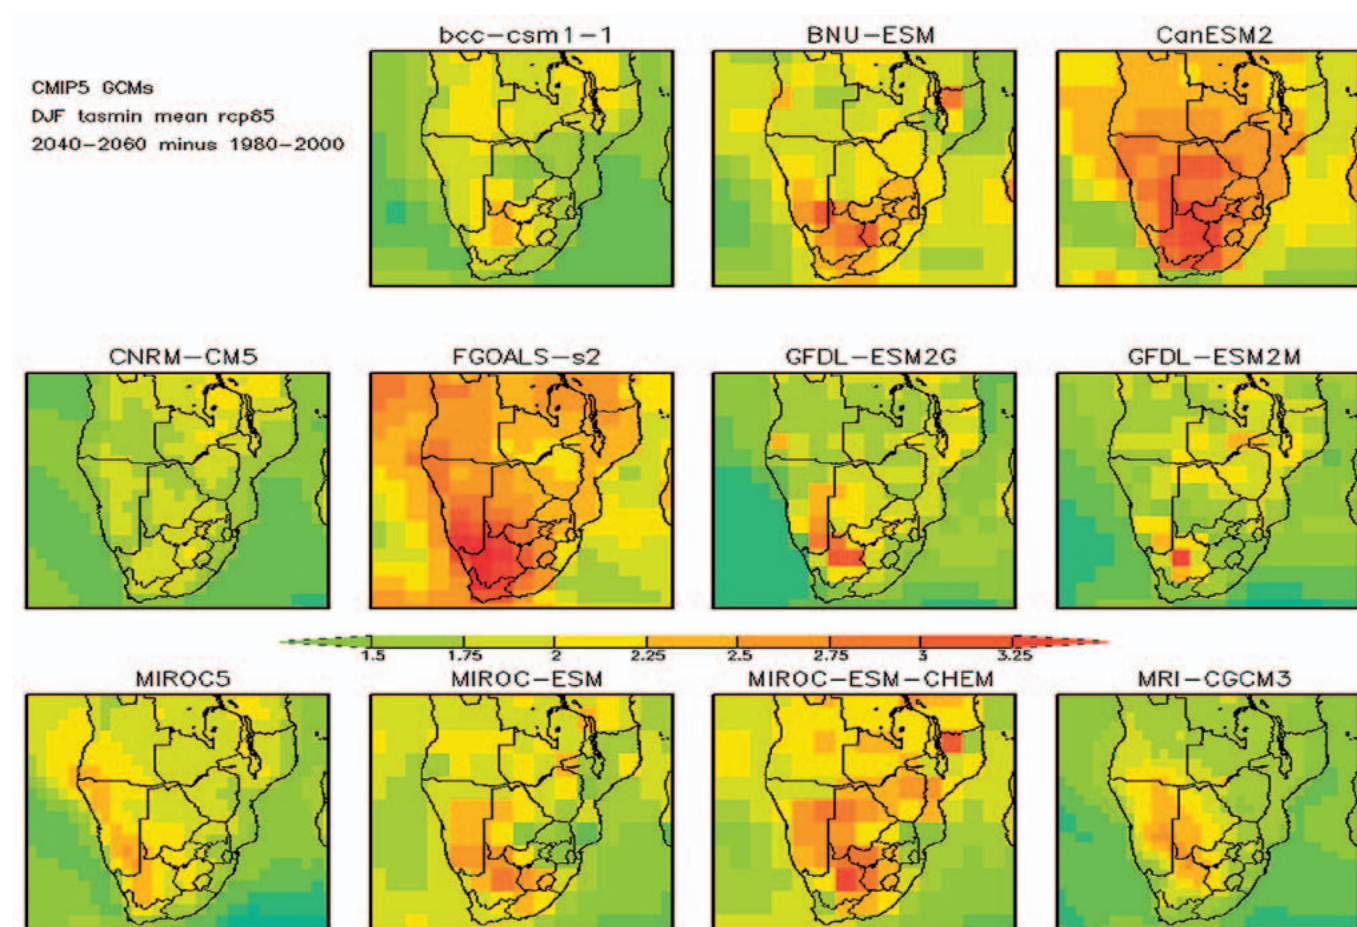 bcc-csm1-1
BNU-ESM
CanESM2
CMIP5 GCMs
DJF tasmin mean rcp85
2040-2060 minus 1980-2000
CNRM-CM5
FGOALS-s2
GFDL-ESM2G
GFDL-ESM2M
1.5 1.75 2 2.25 2.5 2.75 3 3.25
MIROC5
MIROC-ESM
MIROC-ESM-CHEM
MRI-CGCM3